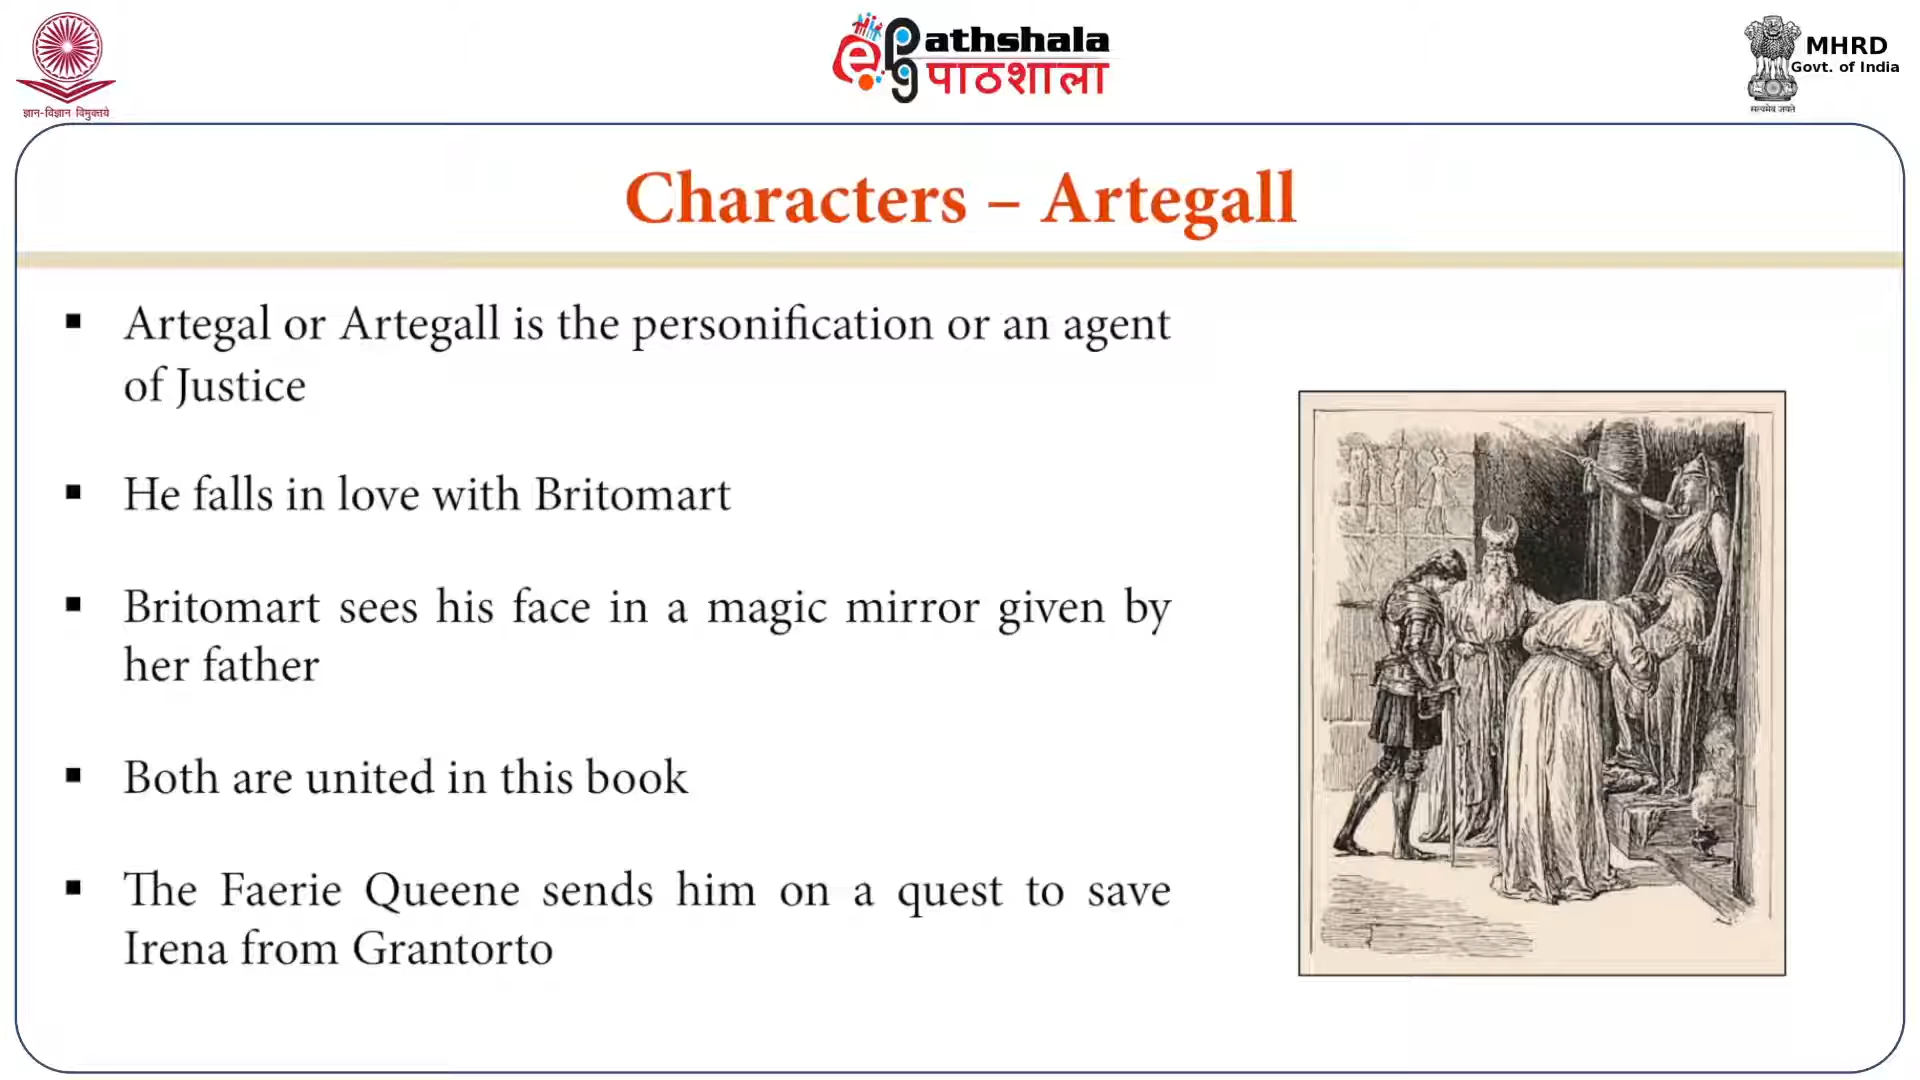 ज्ञान-विज्ञान विमुक्तये
ePG Pathshala
पाठशाला
MHRD
Govt. of India
सत्यमेव जयते
Characters – Artegall
▪ Artegal or Artegall is the personification or an agent
of Justice
▪ He falls in love with Britomart
▪ Britomart sees his face in a magic mirror given by
her father
▪ Both are united in this book
▪ The Faerie Queene sends him on a quest to save
Irena from Grantorto